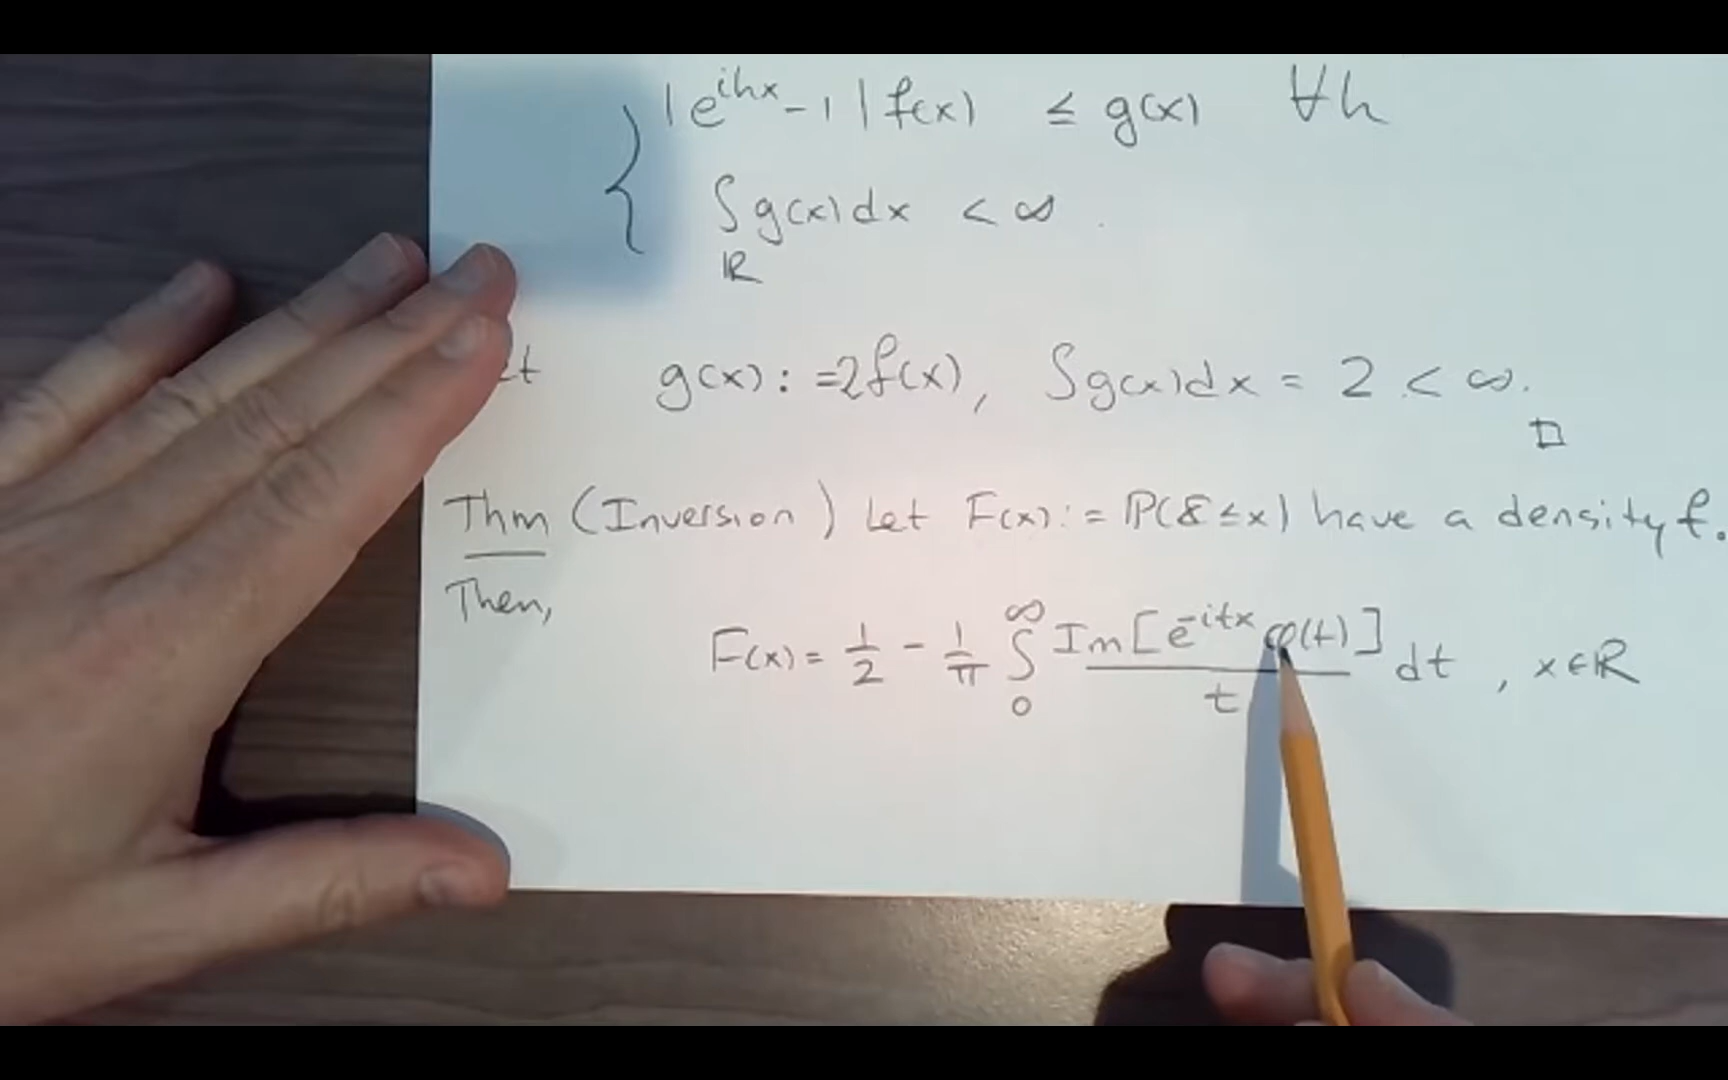 |e^{ihx} - 1| f(x) ≤ g(x) ∀h
∫_ℝ g(x)dx < ∞.
g(x) := 2f(x), ∫g(x)dx = 2 < ∞.
□
Thm (Inversion) Let F(x) := ℙ(ξ ≤ x) have a density f.
Then,
F(x) = 1/2 - 1/π ∫_0^∞ Im[e^{-itx} φ(t)] / t dt, x ∈ ℝ